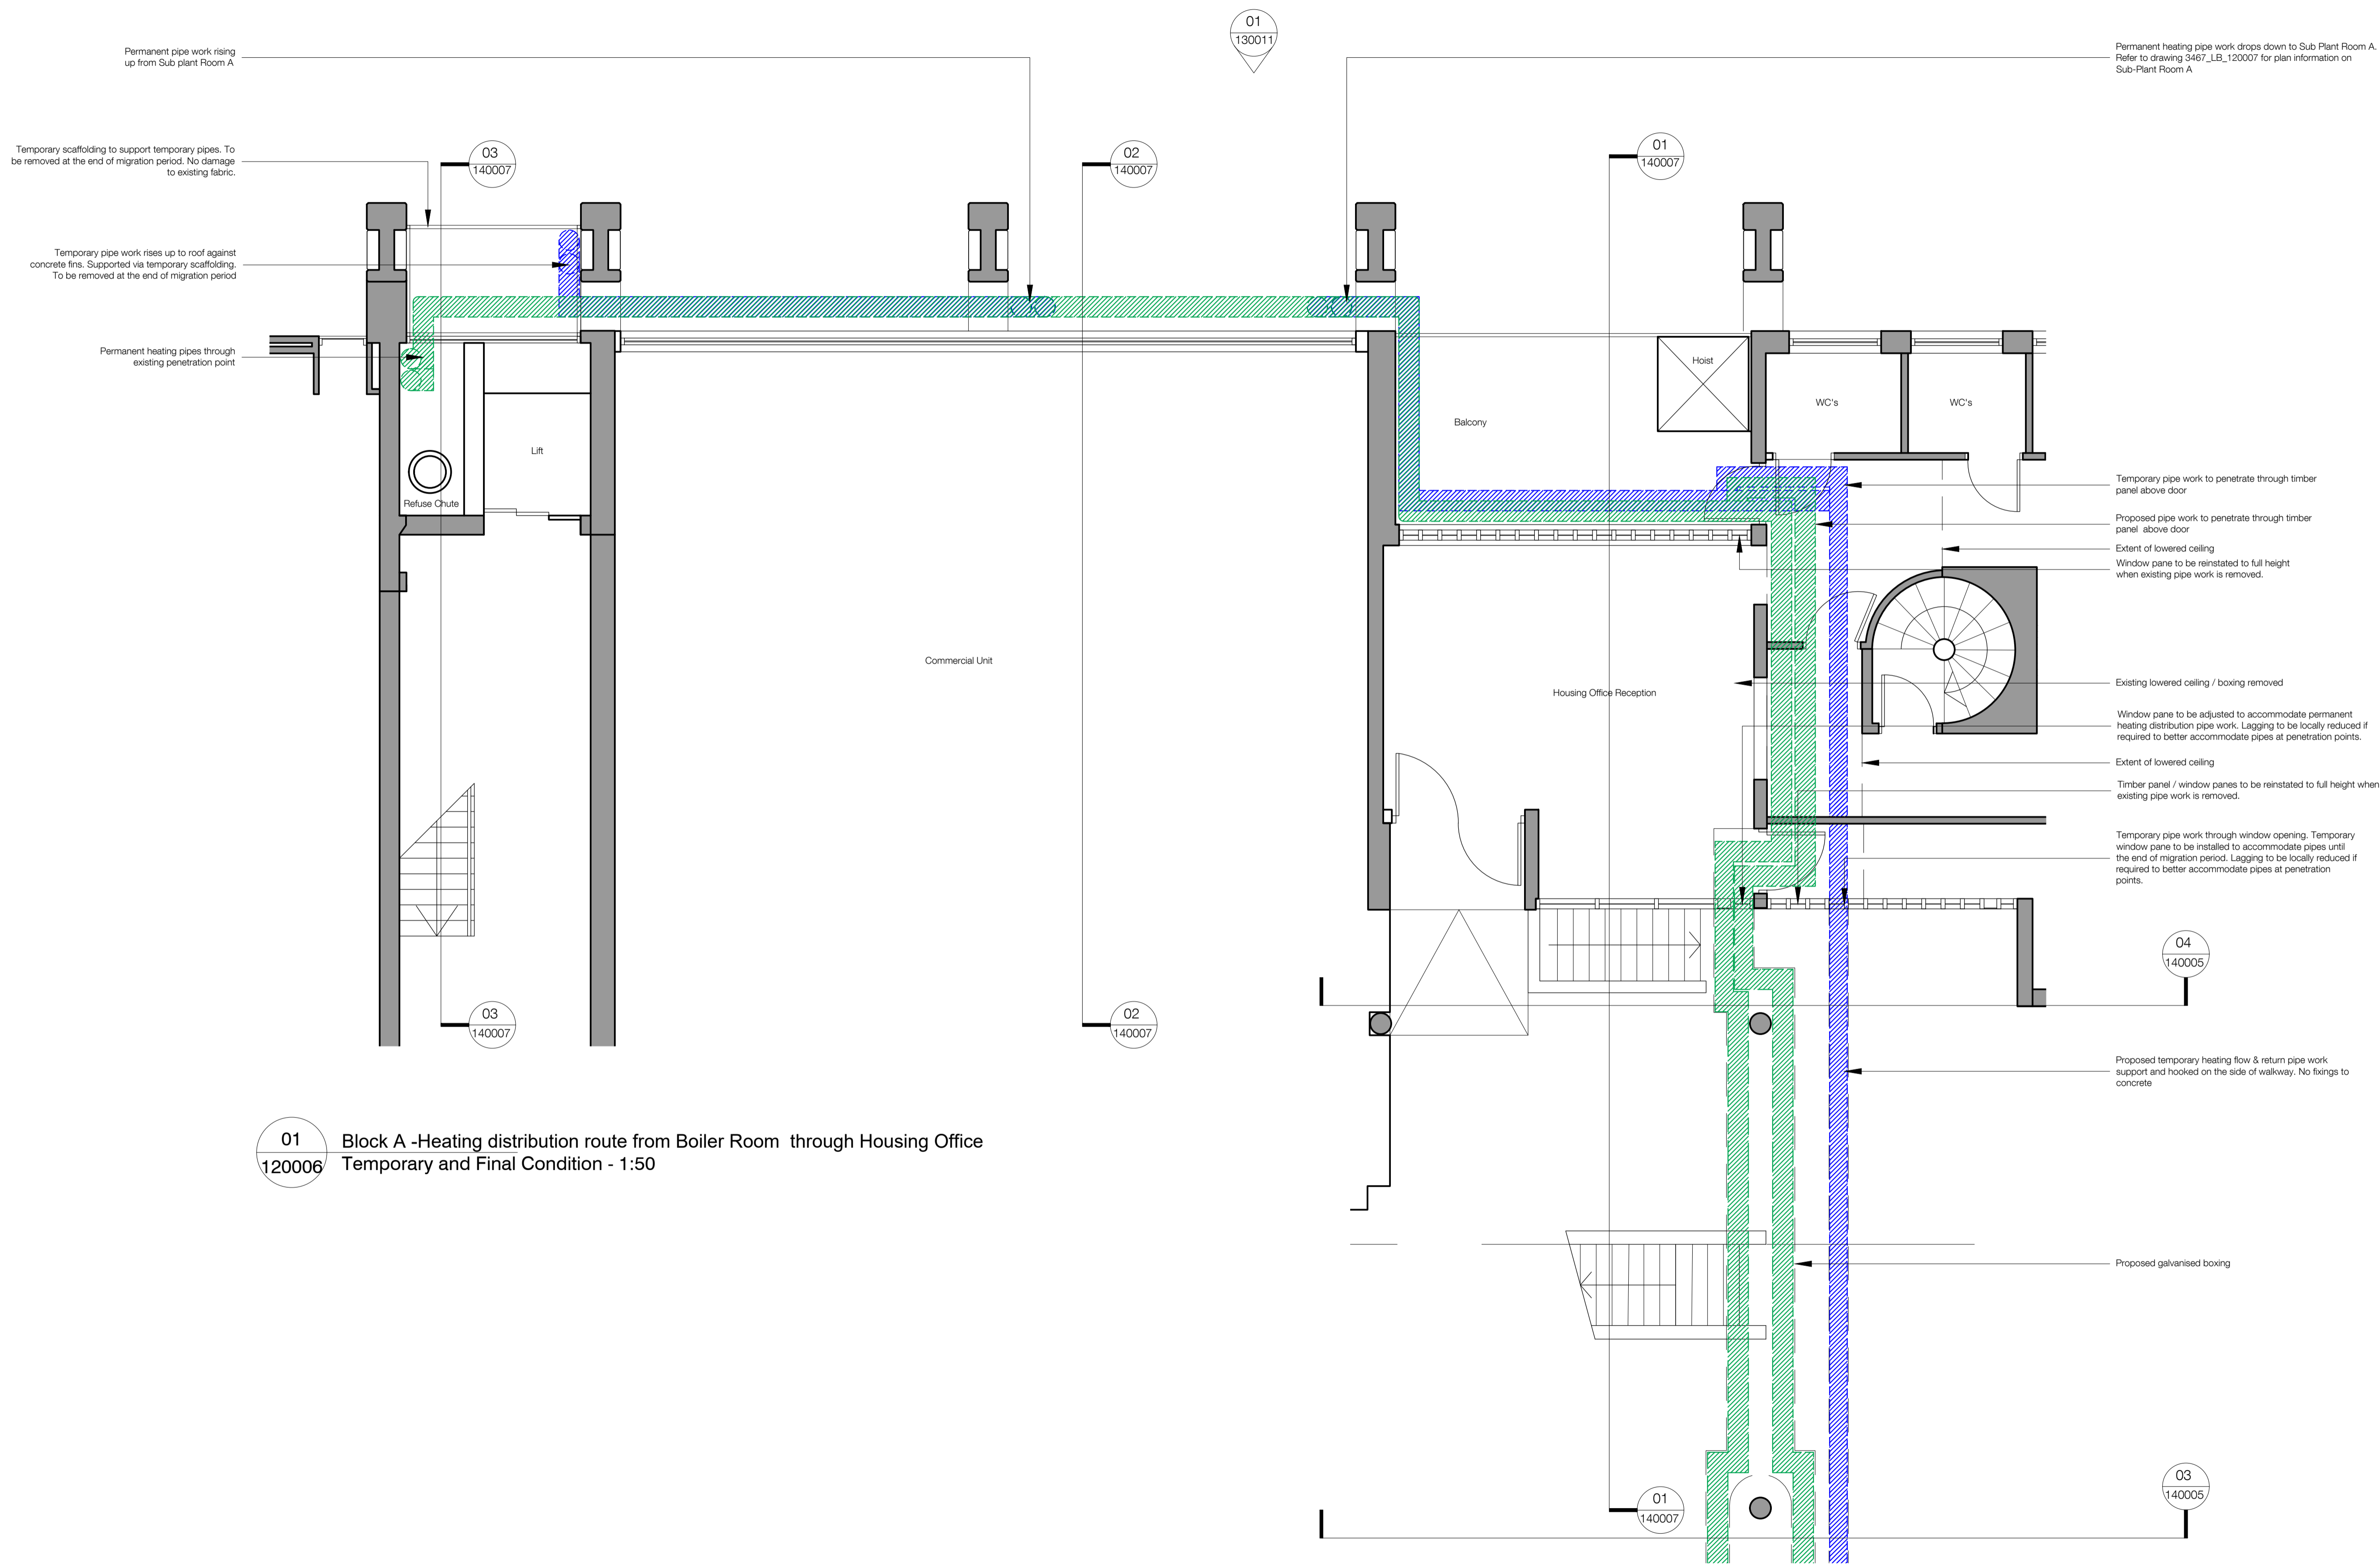 01
130011
Permanent pipe work rising
up from Sub plant Room A
Permanent heating pipe work drops down to Sub Plant Room A.
Refer to drawing 3467_LB_120007 for plan information on
Sub-Plant Room A
Temporary scaffolding to support temporary pipes. To
be removed at the end of migration period. No damage
to existing fabric.
03
140007
02
140007
01
140007
Temporary pipe work rises up to roof against
concrete fins. Supported via temporary scaffolding.
To be removed at the end of migration period
Permanent heating pipes through
existing penetration point
Hoist
WC's
WC's
Balcony
Lift
Refuse Chute
Temporary pipe work to penetrate through timber
panel above door
Proposed pipe work to penetrate through timber
panel  above door
Extent of lowered ceiling
Window pane to be reinstated to full height
when existing pipe work is removed.
Commercial Unit
Housing Office Reception
Existing lowered ceiling / boxing removed
Window pane to be adjusted to accommodate permanent
heating distribution pipe work. Lagging to be locally reduced if
required to better accommodate pipes at penetration points.
Extent of lowered ceiling
Timber panel / window panes to be reinstated to full height when
existing pipe work is removed.
Temporary pipe work through window opening. Temporary
window pane to be installed to accommodate pipes until
the end of migration period. Lagging to be locally reduced if
required to better accommodate pipes at penetration
points.
04
140005
03
140007
02
140007
Proposed temporary heating flow & return pipe work
support and hooked on the side of walkway. No fixings to
concrete
01
120006
Block A -Heating distribution route from Boiler Room  through Housing Office
Temporary and Final Condition - 1:50
Proposed galvanised boxing
01
140007
03
140005